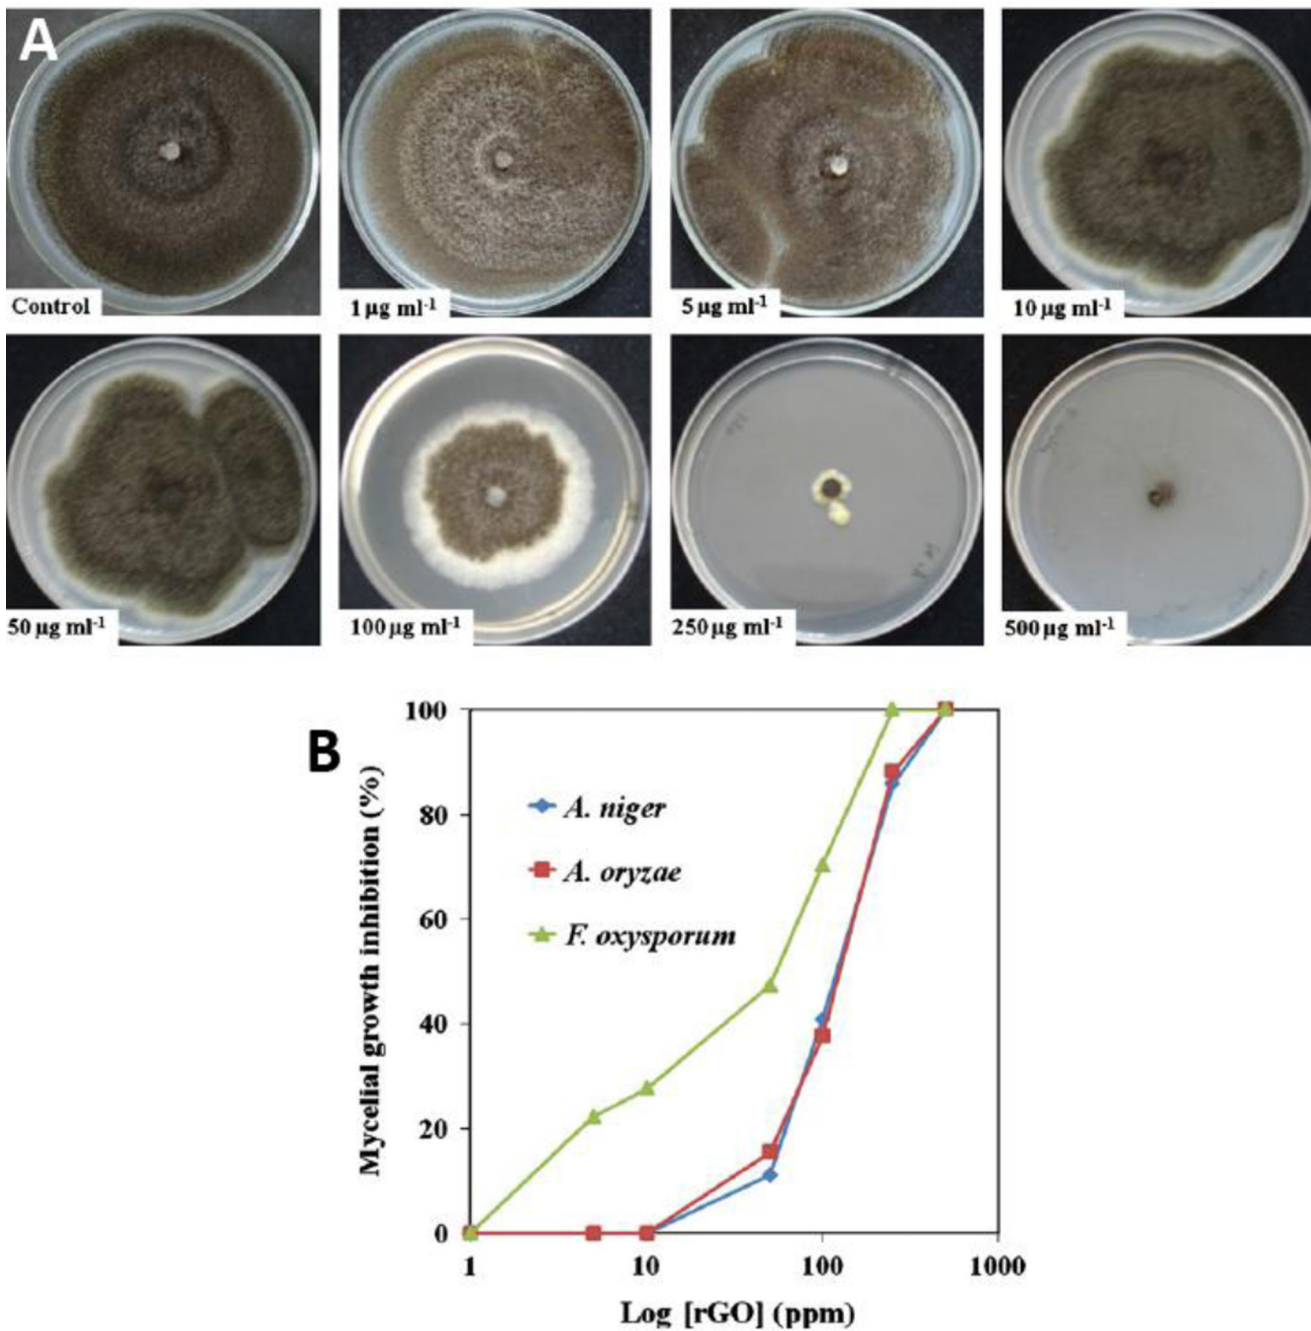 A
Control
1 µg ml-1
5 µg ml-1
10 µg ml-1
50 µg ml-1
100 µg ml-1
250 µg ml-1
500 µg ml-1
B
Mycelial growth inhibition (%)
100
80
60
40
20
0
A. niger
A. oryzae
F. oxysporum
1
10
100
1000
Log [rGO] (ppm)